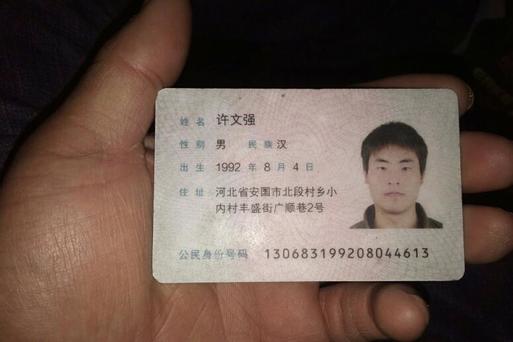 姓名 许文强
性别 男 民族 汉
出生 1992 年 8 月 4 日
住址 河北省安国市北段村乡小
内村丰盛街广顺巷2号
公民身份号码 130683199208044613